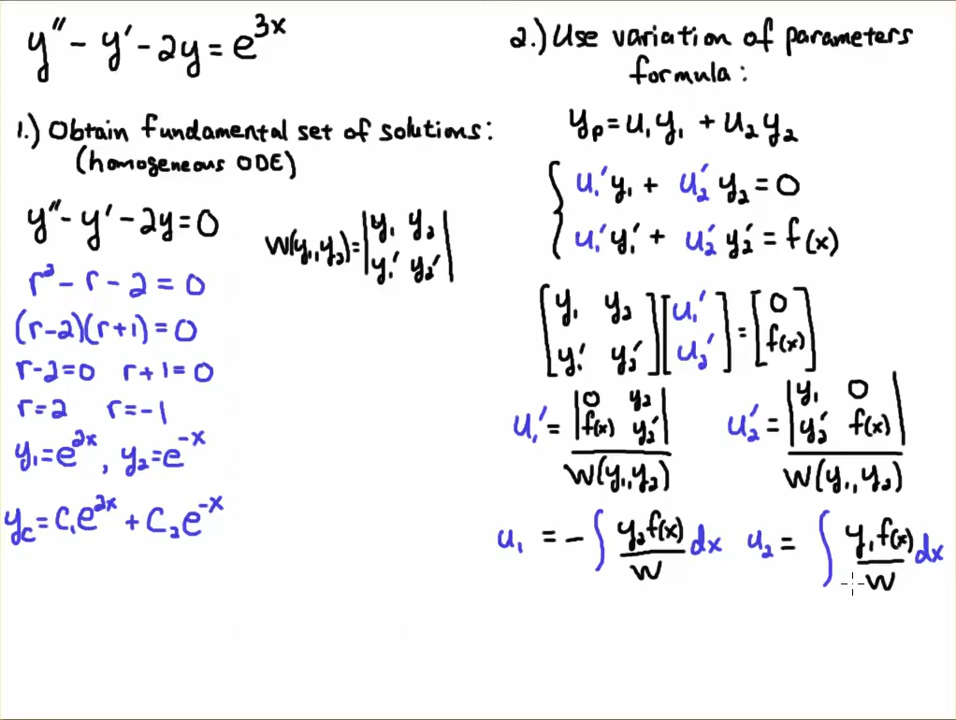 y'' - y' - 2y = e^{3x}
1.) Obtain fundamental set of solutions:
(homogeneous ODE)
y'' - y' - 2y = 0
r² - r - 2 = 0
(r-2)(r+1) = 0
r-2=0 r+1=0
r=2 r=-1
y₁=e^{2x}, y₂=e^{-x}
y_c = c₁e^{2x} + c₂e^{-x}
W(y₁,y₂) = |y₁ y₂|
|y₁' y₂'|
2.) Use variation of parameters
formula:
y_p = u₁y₁ + u₂y₂
{ u₁'y₁ + u₂'y₂ = 0
u₁'y₁' + u₂'y₂' = f(x)
[y₁ y₂] [u₁'] = [0]
[y₁' y₂'] [u₂'] [f(x)]
u₁' = |0 y₂| u₂' = |y₁ 0|
|f(x) y₂'| |y₂' f(x)|
W(y₁,y₂) W(y₁,y₂)
u₁ = -∫ y₂f(x)/W dx u₂ = ∫ y₁f(x)/W dx